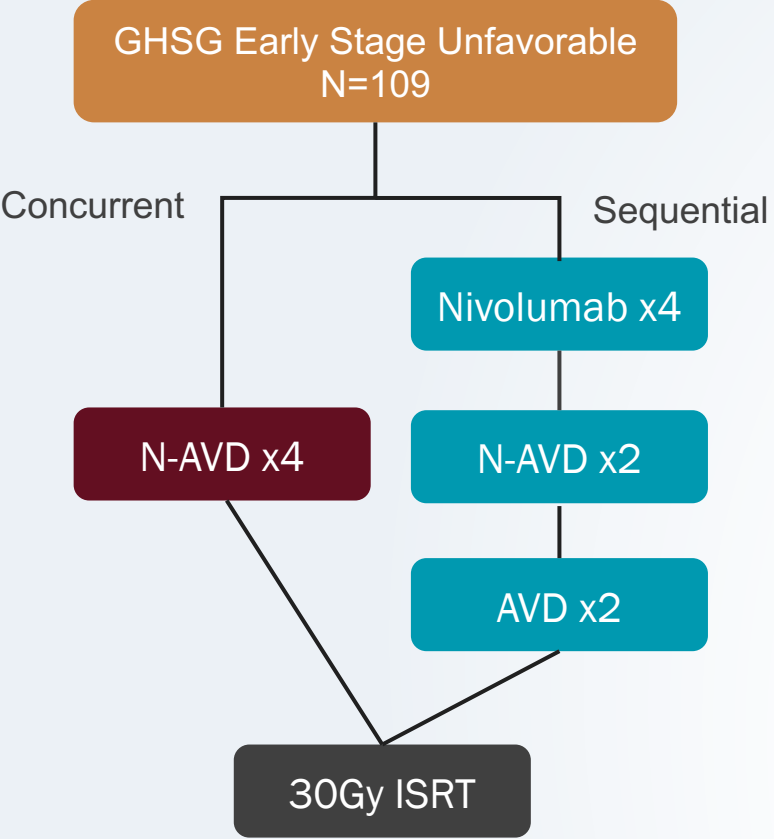 GHSG Early Stage Unfavorable
N=109
Concurrent
Sequential
Nivolumab x4
N-AVD x4
N-AVD x2
AVD x2
30Gy ISRT